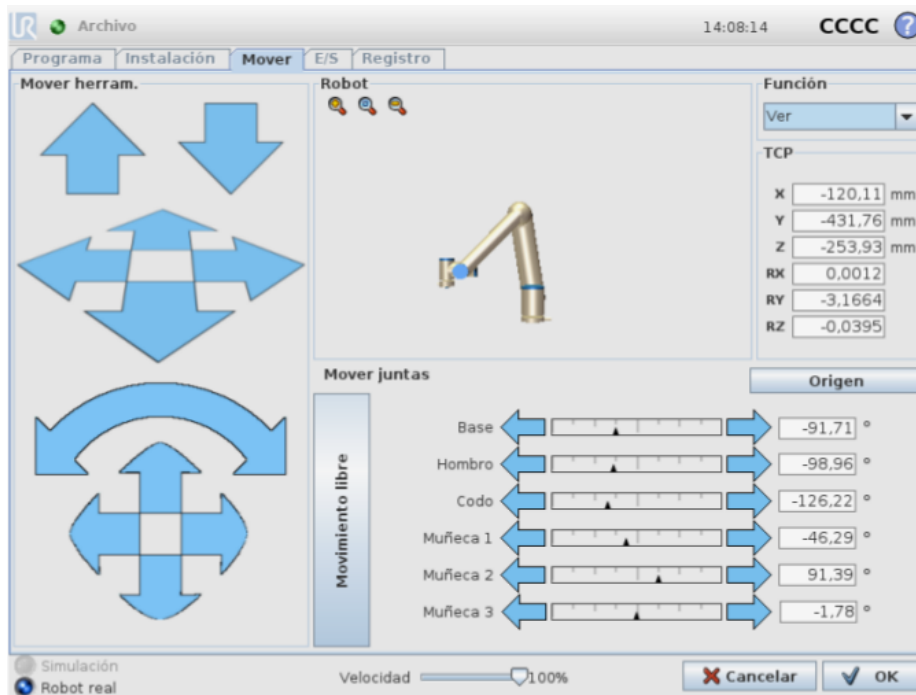 UR Archivo 14:08:14 CCCC ?
Programa Instalación Mover E/S Registro
Mover herram.
Robot
Función
Ver
TCP
X -120,11 mm
Y -431,76 mm
Z -253,93 mm
RX 0,0012
RY -3,1664
RZ -0,0395
Mover juntas
Origen
Movimiento libre
Base -91,71 º
Hombro -98,96 º
Codo -126,22 º
Muñeca 1 -46,29 º
Muñeca 2 91,39 º
Muñeca 3 -1,78 º
Simulación
Robot real
Velocidad 100%
Cancelar OK